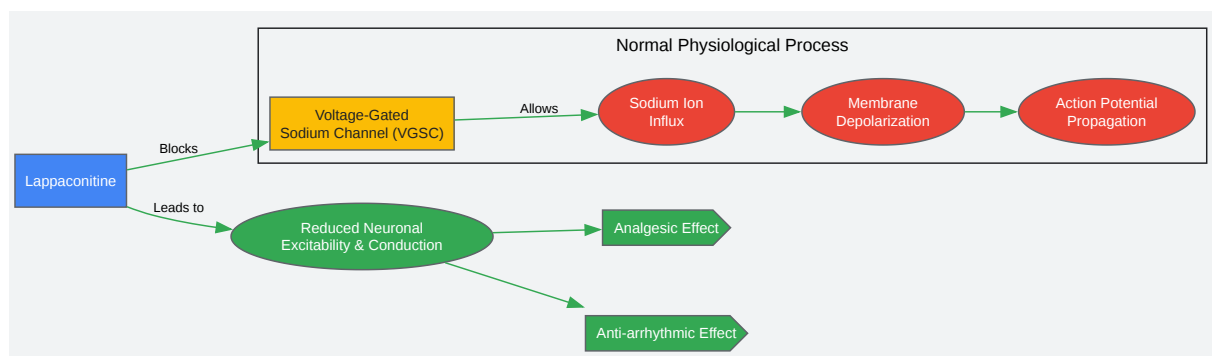 Normal Physiological Process
Voltage-Gated
Sodium Channel (VGSC)
Allows
Sodium Ion
Influx
Membrane
Depolarization
Action Potential
Propagation
Blocks
Lappaconitine
Leads to
Reduced Neuronal
Excitability & Conduction
Analgesic Effect
Anti-arrhythmic Effect